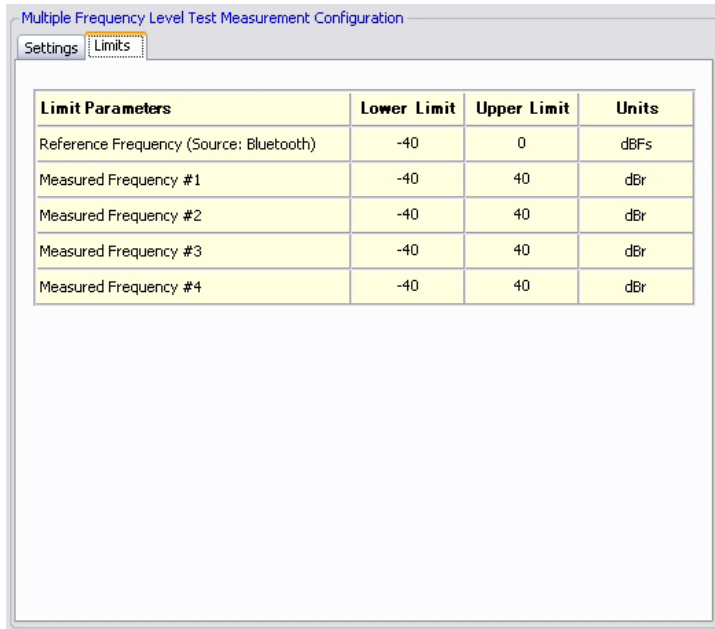 Multiple Frequency Level Test Measurement Configuration
Settings Limits
Limit Parameters Lower Limit Upper Limit Units
Reference Frequency (Source: Bluetooth) -40 0 dBFs
Measured Frequency #1 -40 40 dBr
Measured Frequency #2 -40 40 dBr
Measured Frequency #3 -40 40 dBr
Measured Frequency #4 -40 40 dBr